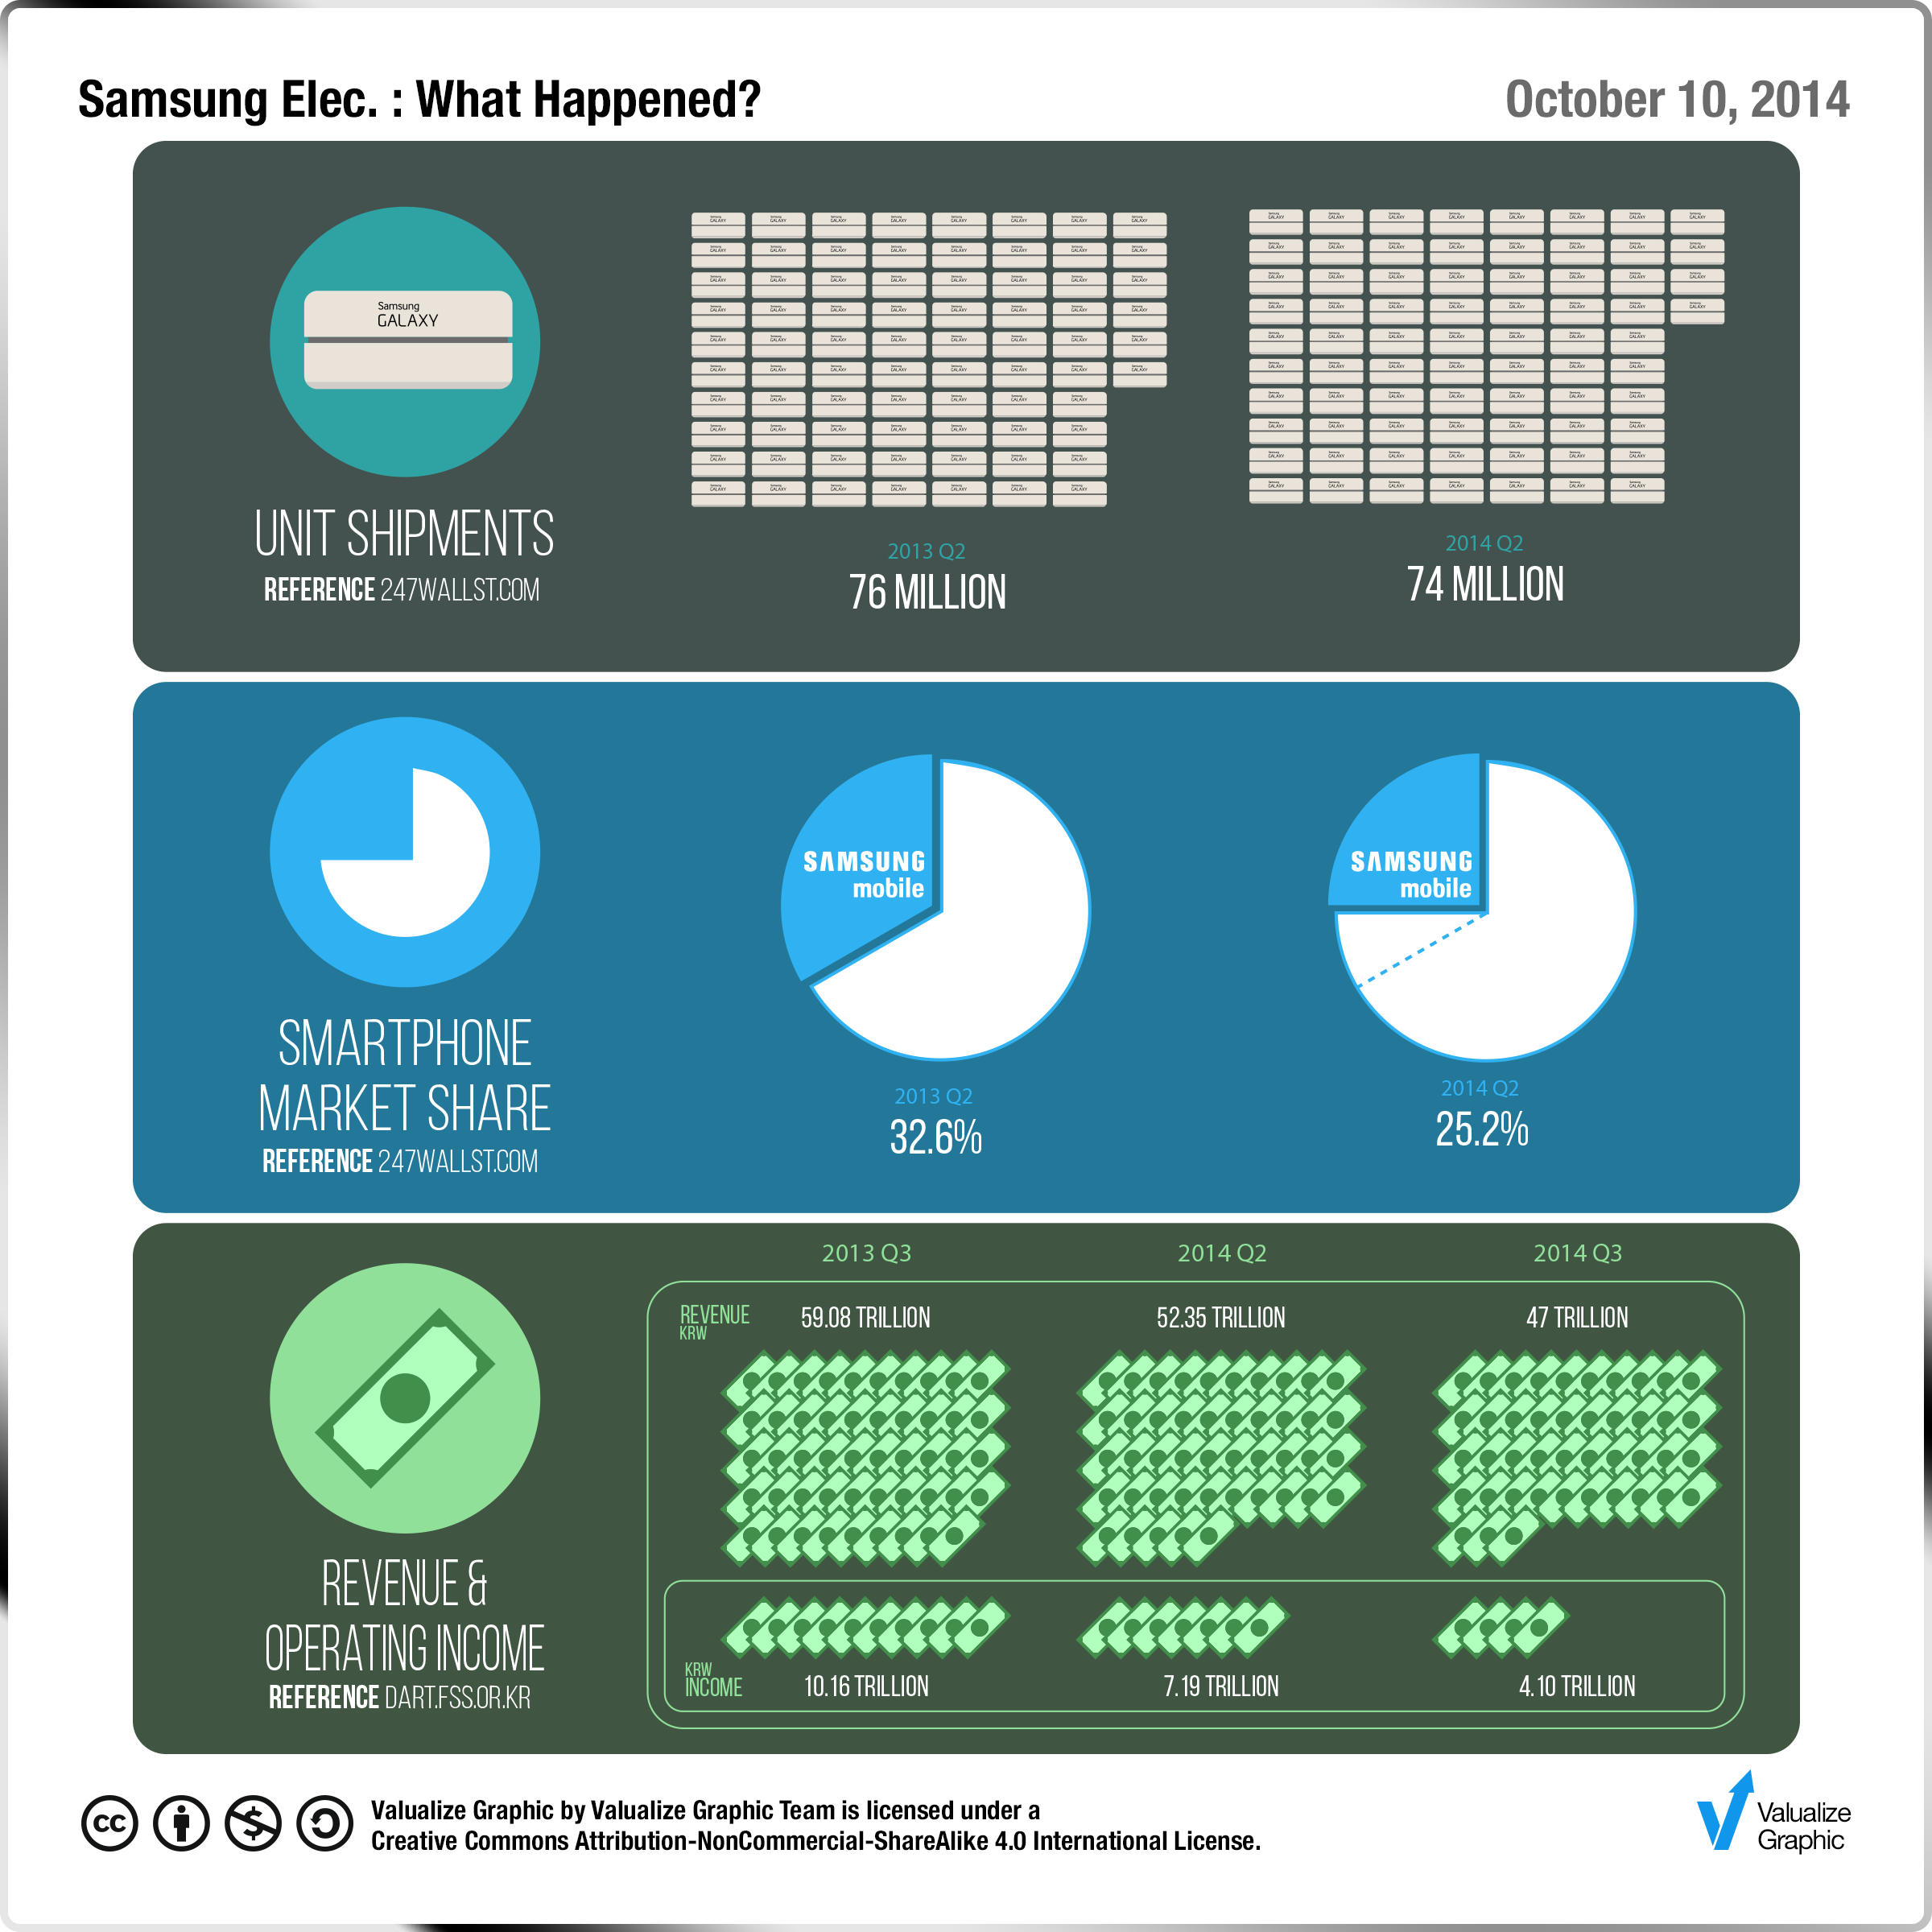 Samsung Elec. : What Happened?
October 10, 2014
Samsung
GALAXY
UNIT SHIPMENTS
REFERENCE 247WALLST.COM
2013 Q2
76 MILLION
2014 Q2
74 MILLION
SMARTPHONE
MARKET SHARE
REFERENCE 247WALLST.COM
SAMSUNG
mobile
2013 Q2
32.6%
SAMSUNG
mobile
2014 Q2
25.2%
REVENUE &
OPERATING INCOME
REFERENCE DART.FSS.OR.KR
2013 Q3
2014 Q2
2014 Q3
REVENUE
KRW
59.08 TRILLION
52.35 TRILLION
47 TRILLION
KRW
INCOME
10.16 TRILLION
7.19 TRILLION
4.10 TRILLION
cc
Valualize Graphic by Valualize Graphic Team is licensed under a
Creative Commons Attribution-NonCommercial-ShareAlike 4.0 International License.
Valualize
Graphic